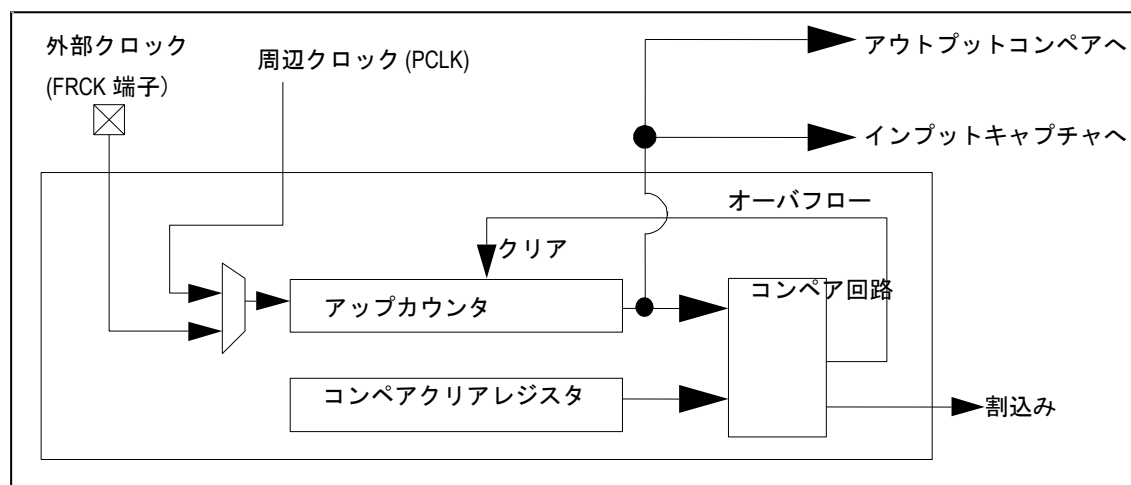 外部クロック
(FRCK 端子)
周辺クロック (PCLK)
アウトプットコンペアへ
インプットキャプチャへ
オーバフロー
クリア
アップカウンタ
コンペア回路
コンペアクリアレジスタ
割込み